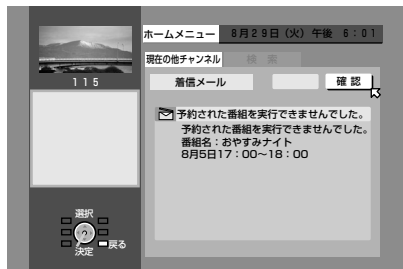 ホームメニュー 8月29日（火）午後 6：01
現在の他チャンネル 検 索
115
着信メール 確 認
予約された番組を実行できませんでした。
予約された番組を実行できませんでした。
番組名：おやすみナイト
8月5日17：00〜18：00
選択
?
戻る
決定